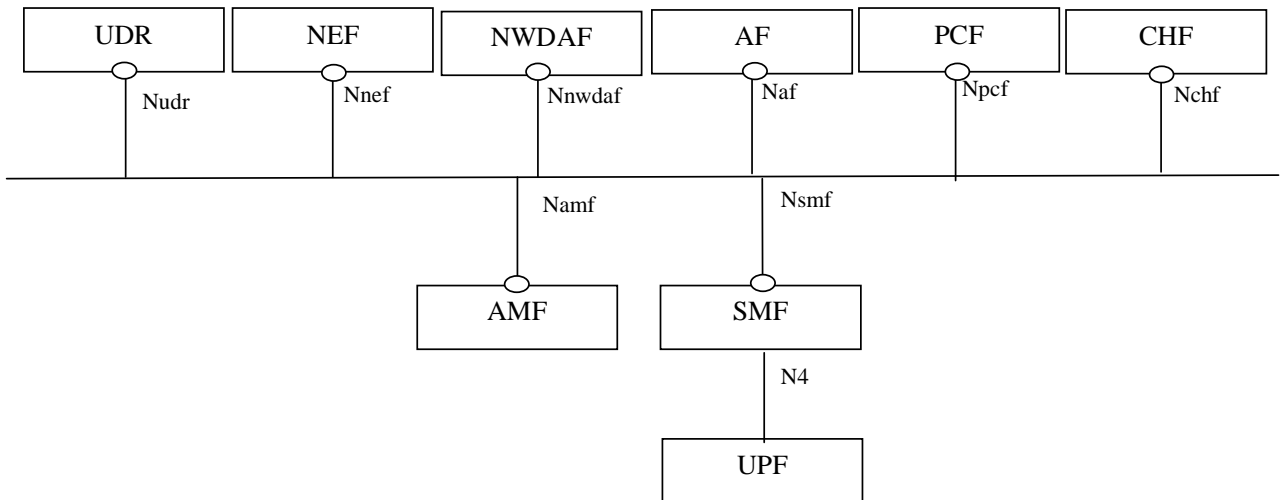 UDR NEF NWDAF AF PCF CHF
Nudr Nnef Nnwdaf Naf Npcf Nchf
Namf Nsmf
AMF SMF
N4
UPF